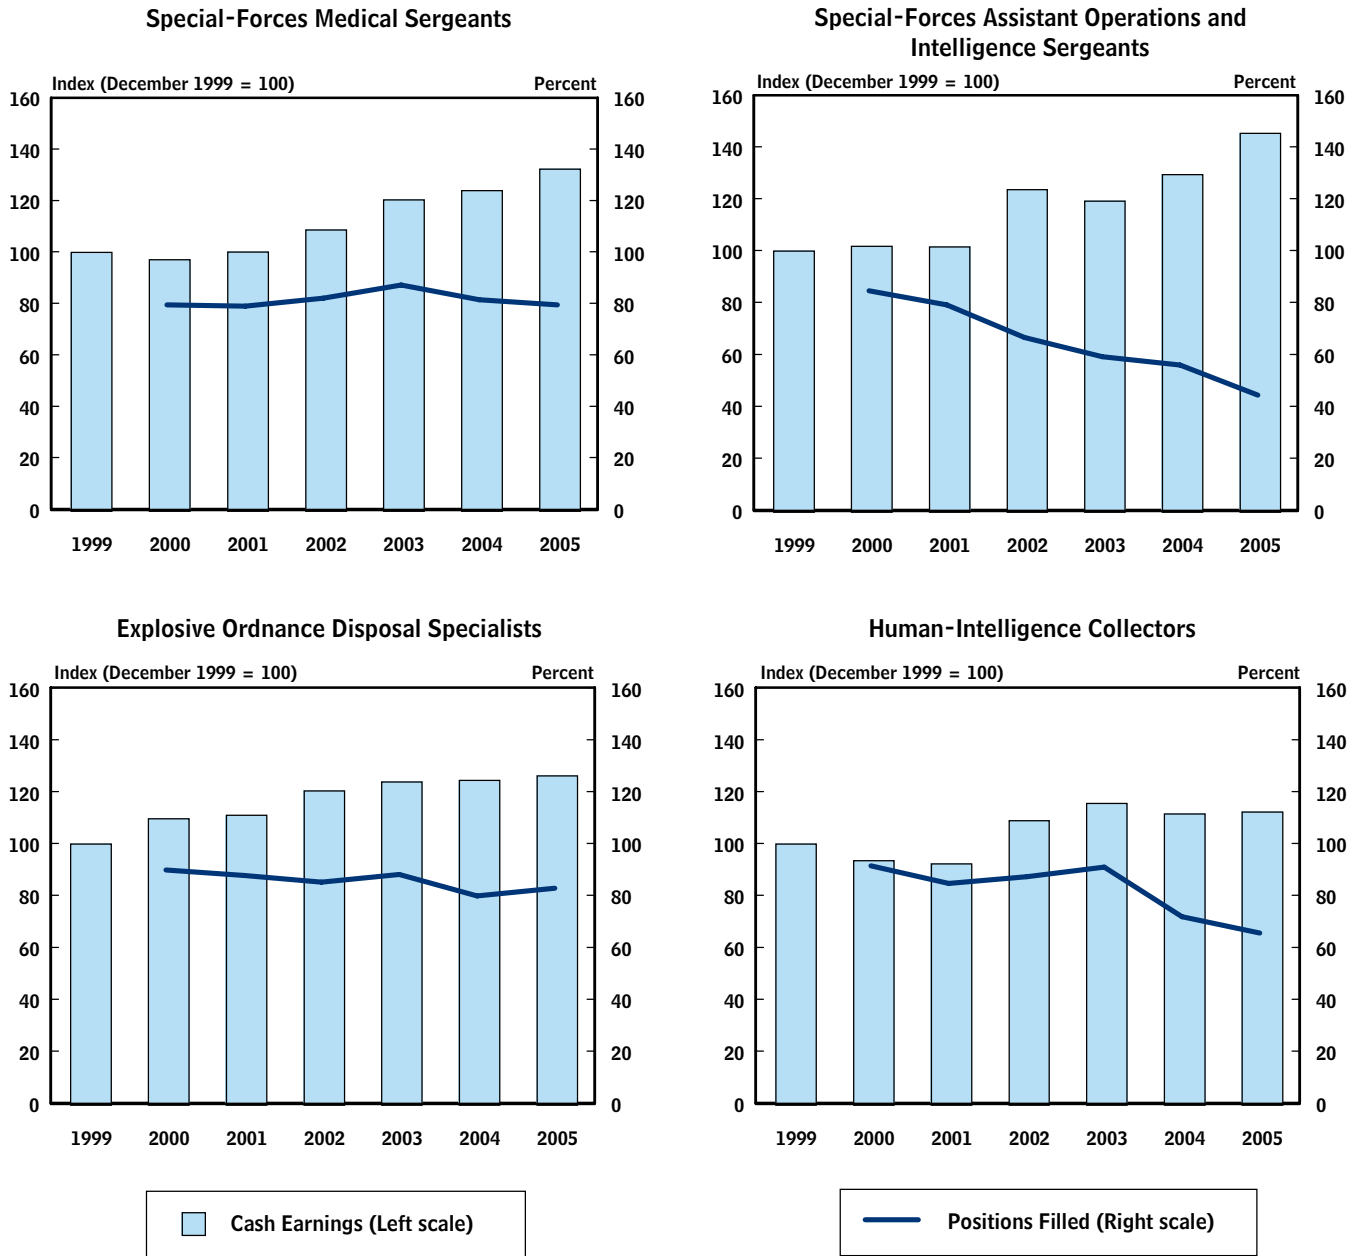 Special-Forces Medical Sergeants
Index (December 1999 = 100) Percent
160 160
140 140
120 120
100 100
80 80
60 60
40 40
20 20
0 0
1999 2000 2001 2002 2003 2004 2005
Special-Forces Assistant Operations and
Intelligence Sergeants
Index (December 1999 = 100) Percent
160 160
140 140
120 120
100 100
80 80
60 60
40 40
20 20
0 0
1999 2000 2001 2002 2003 2004 2005
Explosive Ordnance Disposal Specialists
Index (December 1999 = 100) Percent
160 160
140 140
120 120
100 100
80 80
60 60
40 40
20 20
0 0
1999 2000 2001 2002 2003 2004 2005
Human-Intelligence Collectors
Index (December 1999 = 100) Percent
160 160
140 140
120 120
100 100
80 80
60 60
40 40
20 20
0 0
1999 2000 2001 2002 2003 2004 2005
Cash Earnings (Left scale)
Positions Filled (Right scale)